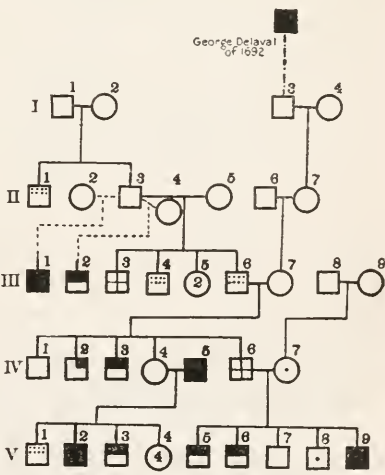 George Delaval
of 1692
1 2 3 4
I
1 2 3 4 5 6 7
II
1 2 3 4 5 6 7 8 9
III
2
1 2 3 4 5 6 7
IV
1 2 3 4 5 6 7 8 9
V
4